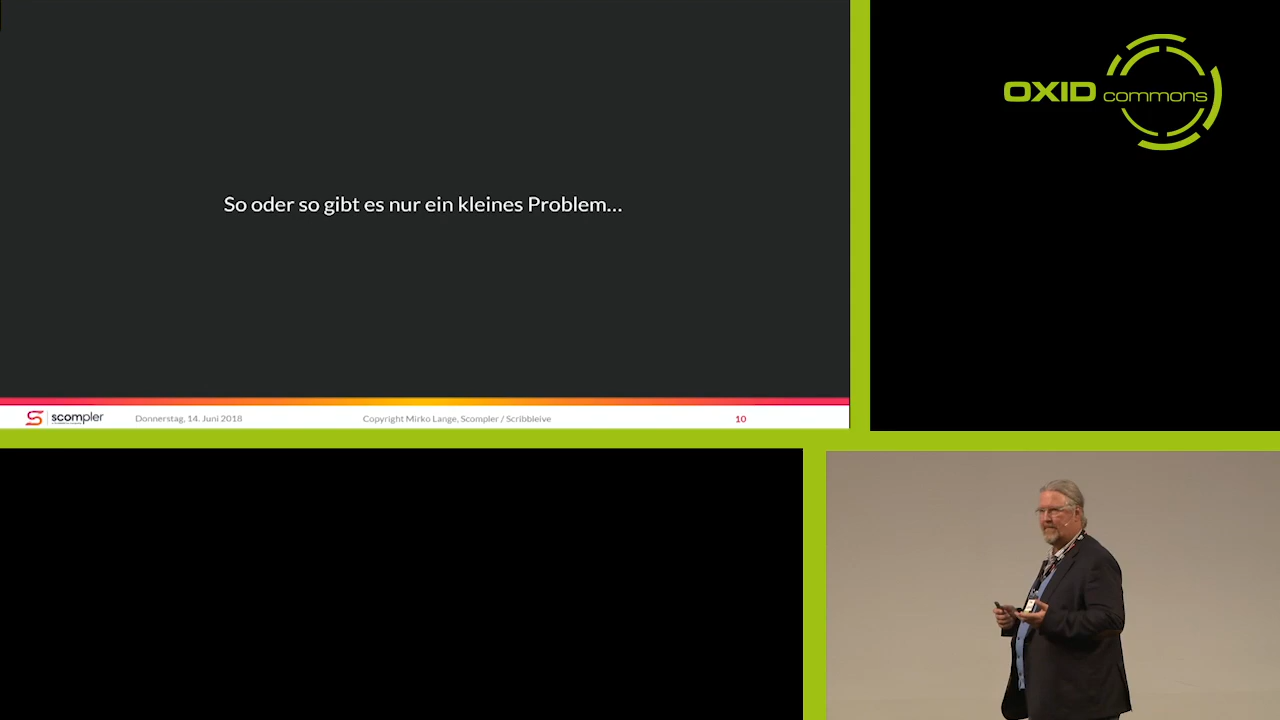 So oder so gibt es nur ein kleines Problem...
scompler
Donnerstag, 14. Juni 2018
Copyright Mirko Lange, Scompler / Scribbleive
10
OXID commons